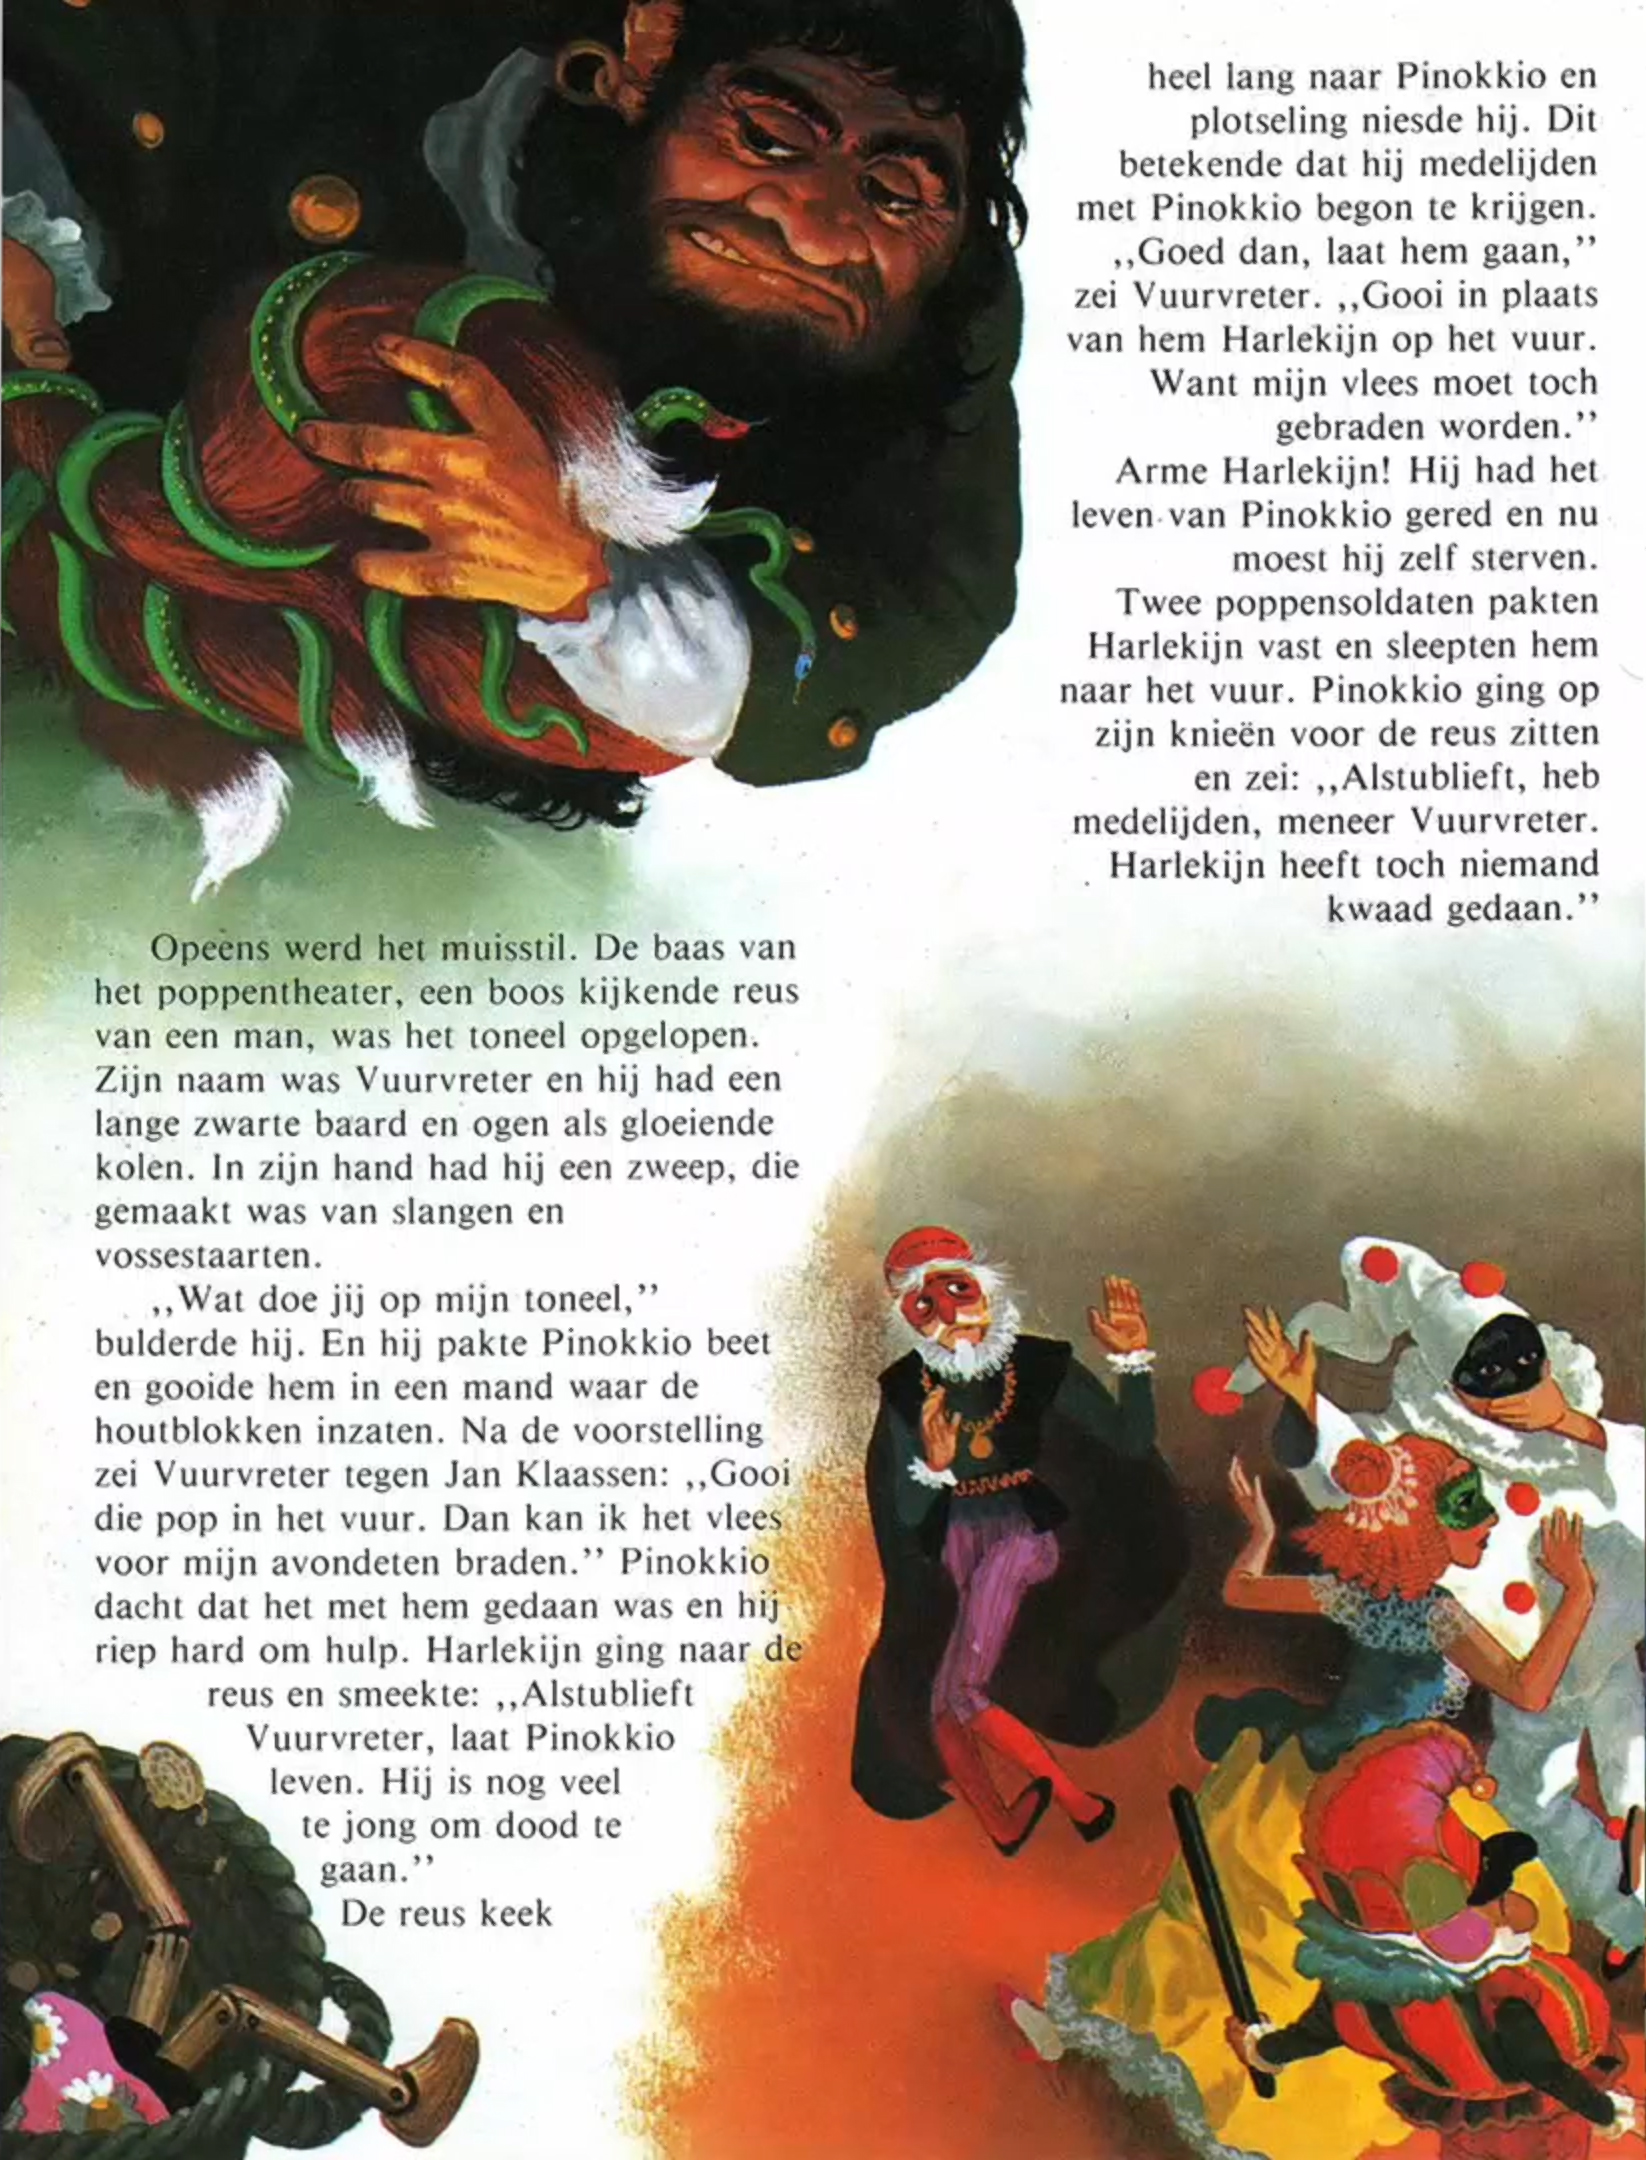 Opeens werd het muisstil. De baas van
het poppentheater, een boos kijkende reus
van een man, was het toneel opgelopen.
Zijn naam was Vuurvreter en hij had een
lange zwarte baard en ogen als gloeiende
kolen. In zijn hand had hij een zweep, die
gemaakt was van slangen en
vossestaarten.
,,Wat doe jij op mijn toneel,”
bulderde hij. En hij pakte Pinokkio beet
en gooide hem in een mand waar de
houtblokken inzaten. Na de voorstelling
zei Vuurvreter tegen Jan Klaassen: ,,Gooi
die pop in het vuur. Dan kan ik het vlees
voor mijn avondeten braden.” Pinokkio
dacht dat het met hem gedaan was en hij
riep hard om hulp. Harlekijn ging naar de
reus en smeekte: ,,Alstublieft
Vuurvreter, laat Pinokkio
leven. Hij is nog veel
te jong om dood te
gaan.”
De reus keek
heel lang naar Pinokkio en
plotseling niesde hij. Dit
betekende dat hij medelijden
met Pinokkio begon te krijgen.
,,Goed dan, laat hem gaan,”
zei Vuurvreter. ,,Gooi in plaats
van hem Harlekijn op het vuur.
Want mijn vlees moet toch
gebraden worden.”
Arme Harlekijn! Hij had het
leven van Pinokkio gered en nu
moest hij zelf sterven.
Twee poppensoldaten pakten
Harlekijn vast en sleepten hem
naar het vuur. Pinokkio ging op
zijn knieën voor de reus zitten
en zei: ,,Alstublieft, heb
medelijden, meneer Vuurvreter.
Harlekijn heeft toch niemand
kwaad gedaan.”